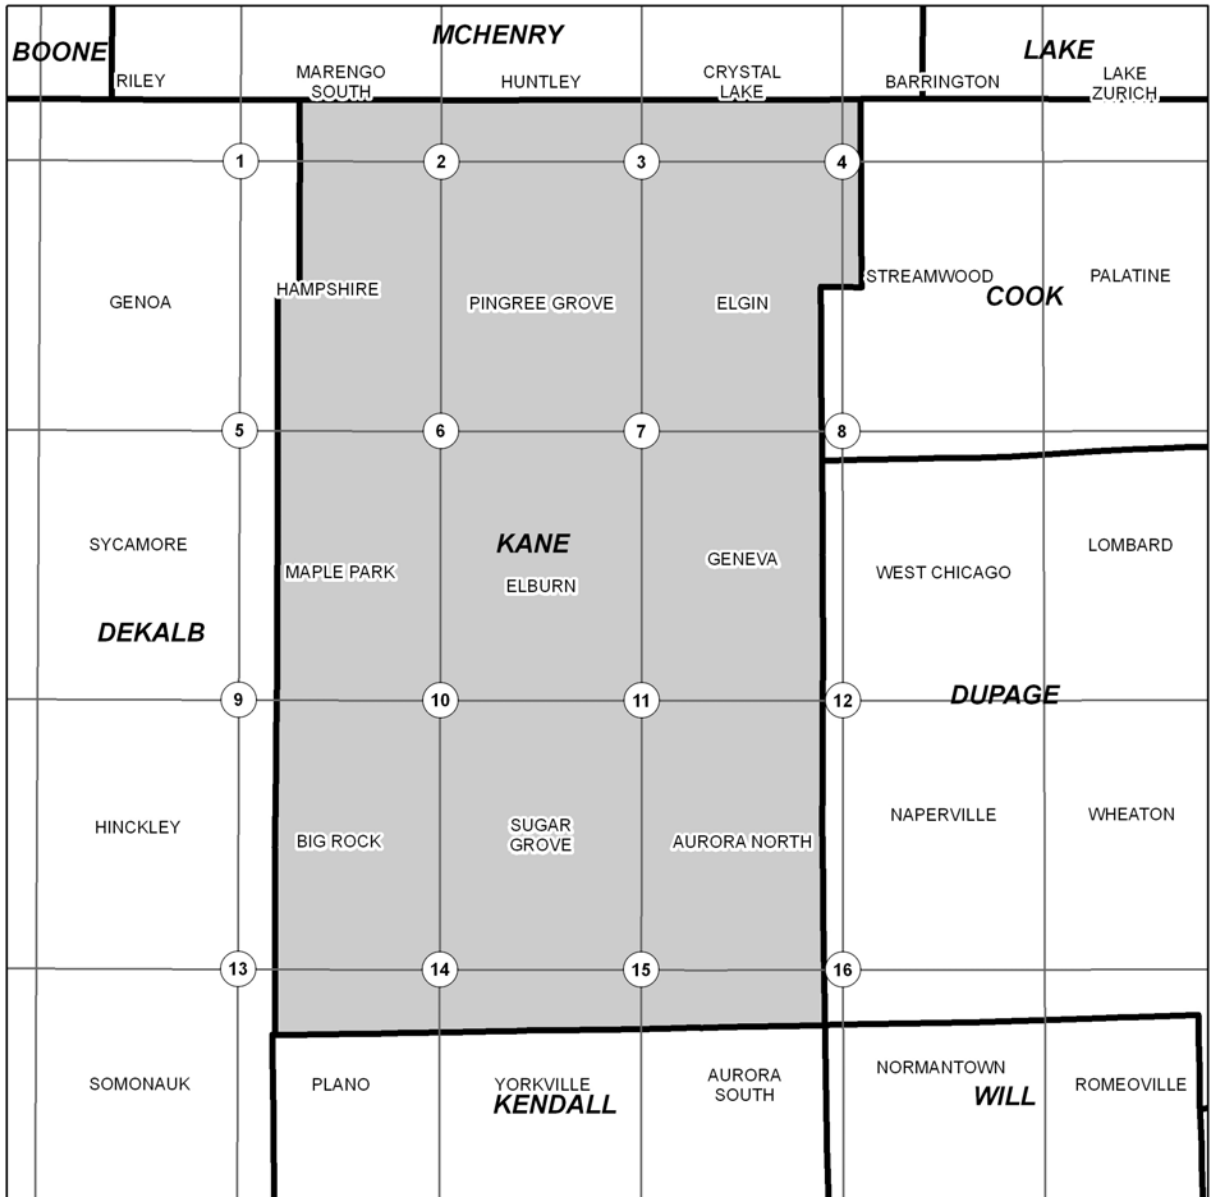 MCHENRY
BOONE
LAKE
RILEY
MARENGO
SOUTH
HUNTLEY
CRYSTAL
LAKE
BARRINGTON
LAKE
ZURICH
1
2
3
4
GENOA
HAMPSHIRE
PINGREE GROVE
ELGIN
STREAMWOOD
PALATINE
COOK
5
6
7
8
SYCAMORE
KANE
LOMBARD
MAPLE PARK
ELBURN
GENEVA
WEST CHICAGO
DEKALB
DUPAGE
9
10
11
12
HINCKLEY
BIG ROCK
SUGAR
GROVE
AURORA NORTH
NAPERVILLE
WHEATON
13
14
15
16
SOMONAUK
PLANO
YORKVILLE
KENDALL
AURORA
SOUTH
NORMANTOWN
WILL
ROMEOVILLE